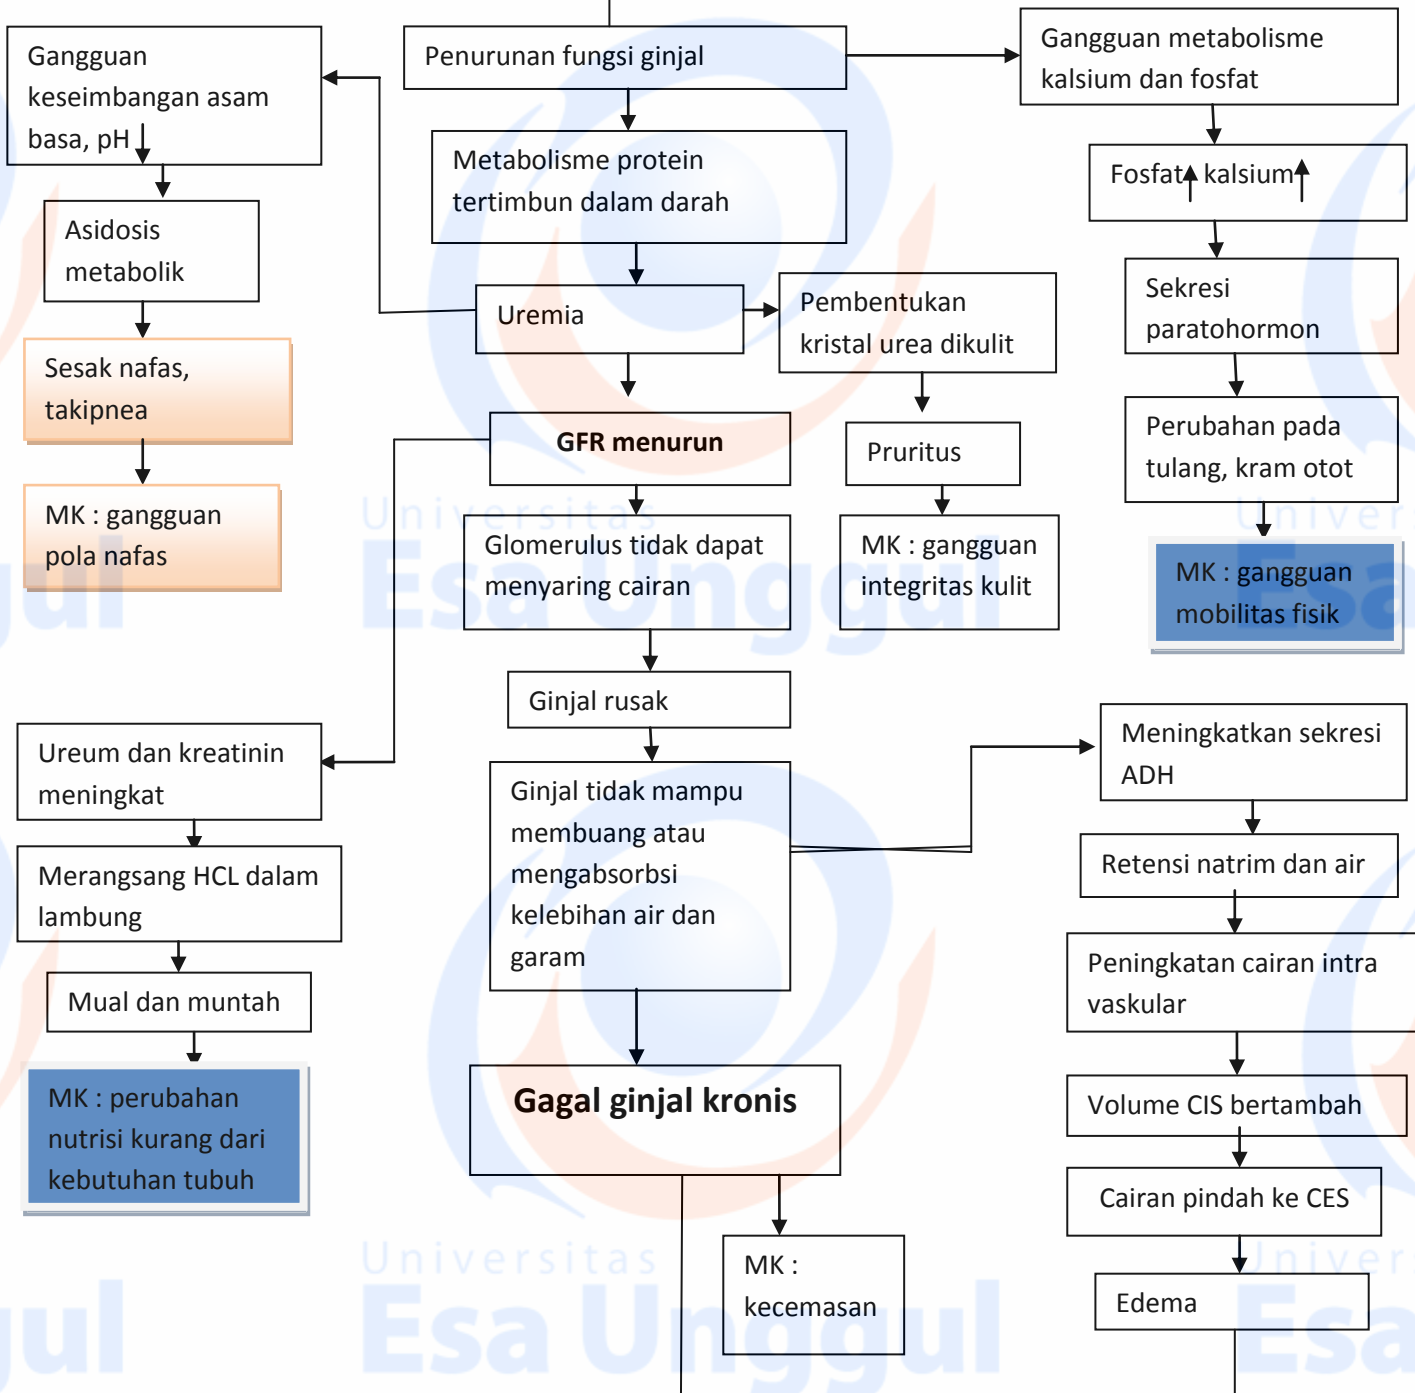 Penurunan fungsi ginjal
Gangguan
keseimbangan asam
basa, pH
Gangguan metabolisme
kalsium dan fosfat
Metabolisme protein
tertimbun dalam darah
Fosfat kalsium
Asidosis
metabolik
Uremia
Pembentukan
kristal urea dikulit
Sekresi
paratohormon
Sesak nafas,
takipnea
GFR menurun
Pruritus
Perubahan pada
tulang, kram otot
MK : gangguan
pola nafas
Glomerulus tidak dapat
menyaring cairan
MK : gangguan
integritas kulit
MK : gangguan
mobilitas fisik
Universitas
Esa Unggul
Univer
Esa
ggul
Ginjal rusak
Ureum dan kreatinin
meningkat
Ginjal tidak mampu
membuang atau
mengabsorbsi
kelebihan air dan
garam
Meningkatkan sekresi
ADH
Merangsang HCL dalam
lambung
Retensi natrim dan air
Mual dan muntah
Peningkatan cairan intra
vaskular
MK : perubahan
nutrisi kurang dari
kebutuhan tubuh
Gagal ginjal kronis
Volume CIS bertambah
Cairan pindah ke CES
MK :
kecemasan
Edema
Universitas
Esa Unggul
Univer
Esa
ggul